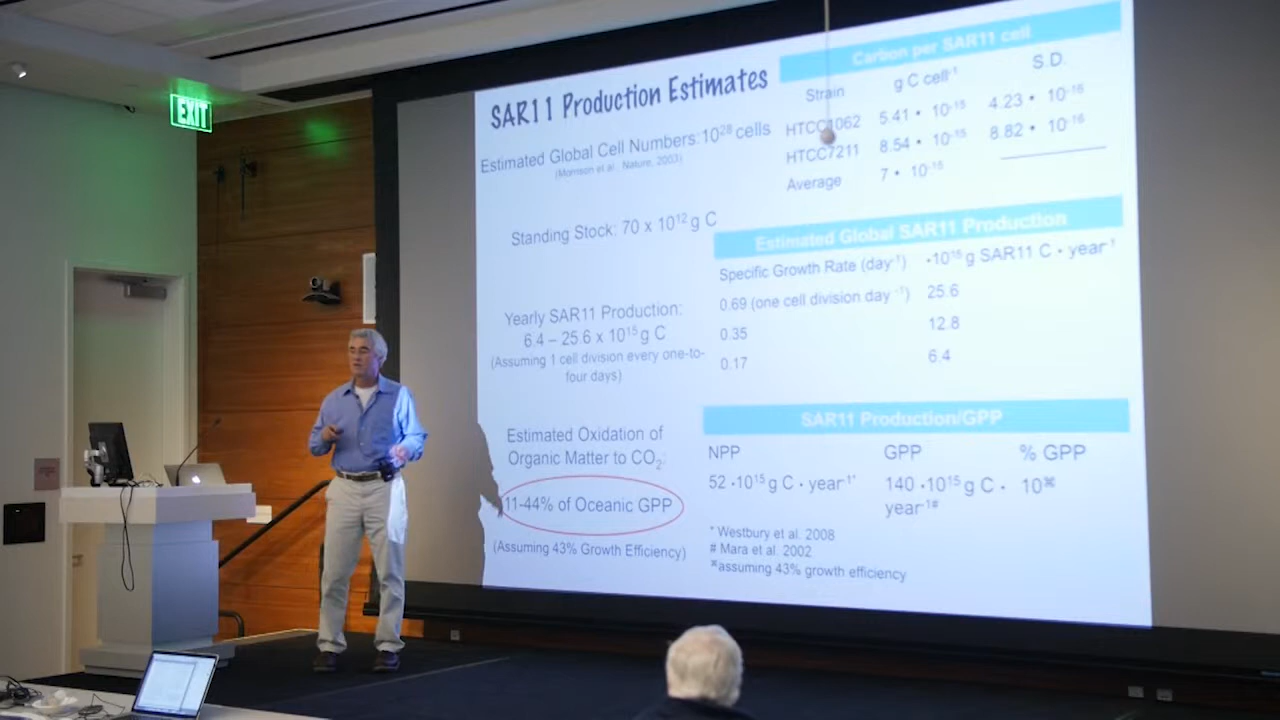 EXIT
SAR11 Production Estimates
Estimated Global Cell Numbers:10²⁸ cells
(Morrison et al., Nature, 2003)
Standing Stock: 70 x 10¹² g C
Yearly SAR11 Production:
6.4 – 25.6 x 10¹⁵ g C
(Assuming 1 cell division every one-to-
four days)
Estimated Oxidation of
Organic Matter to CO₂:
11-44% of Oceanic GPP
(Assuming 43% Growth Efficiency)
Carbon per SAR11 cell
Strain g C cell⁻¹ S.D.
HTCC1062 5.41 • 10⁻¹⁵ 4.23 • 10⁻¹⁶
HTCC7211 8.54 • 10⁻¹⁵ 8.82 • 10⁻¹⁶
Average 7 • 10⁻¹⁵
Estimated Global SAR11 Production
Specific Growth Rate (day⁻¹) •10¹⁵ g SAR11 C • year⁻¹
0.69 (one cell division day ⁻¹) 25.6
0.35 12.8
0.17 6.4
SAR11 Production/GPP
NPP GPP % GPP
52 •10¹⁵ g C • year¹* 140 •10¹⁵ g C • 10⌘
year⁻¹#
* Westbury et al. 2008
# Mara et al. 2002
⌘assuming 43% growth efficiency